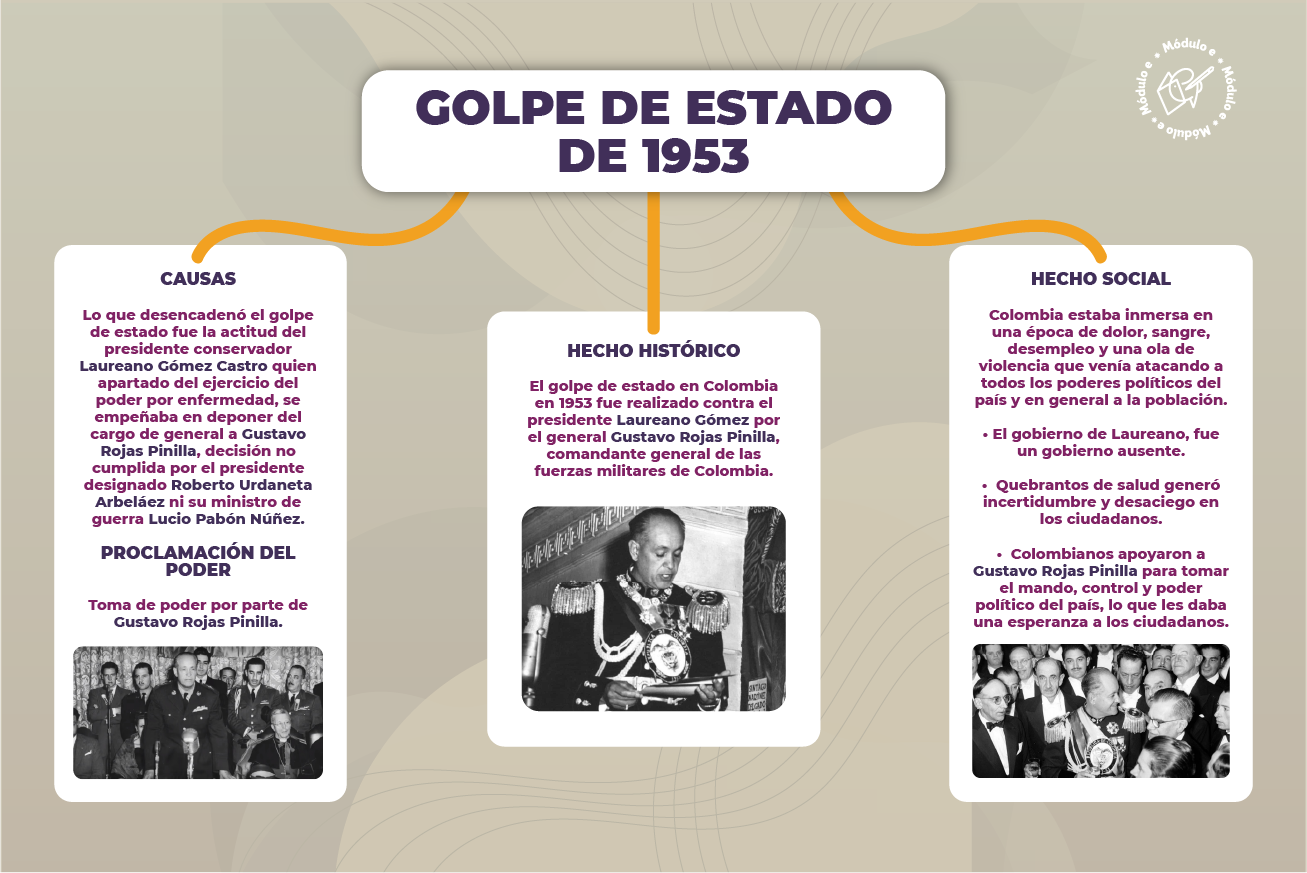 GOLPE DE ESTADO
DE 1953
Módulo e • Módulo e • Módulo e • Módulo e •
CAUSAS
Lo que desencadenó el golpe
de estado fue la actitud del
presidente conservador
Laureano Gómez Castro quien
apartado del ejercicio del
poder por enfermedad, se
empeñaba en deponer del
cargo de general a Gustavo
Rojas Pinilla, decisión no
cumplida por el presidente
designado Roberto Urdaneta
Arbeláez ni su ministro de
guerra Lucio Pabón Núñez.
PROCLAMACIÓN DEL
PODER
Toma de poder por parte de
Gustavo Rojas Pinilla.
HECHO HISTÓRICO
El golpe de estado en Colombia
en 1953 fue realizado contra el
presidente Laureano Gómez por
el general Gustavo Rojas Pinilla,
comandante general de las
fuerzas militares de Colombia.
HECHO SOCIAL
Colombia estaba inmersa en
una época de dolor, sangre,
desempleo y una ola de
violencia que venía atacando a
todos los poderes políticos del
país y en general a la población.
• El gobierno de Laureano, fue
un gobierno ausente.
• Quebrantos de salud generó
incertidumbre y desaciego en
los ciudadanos.
• Colombianos apoyaron a
Gustavo Rojas Pinilla para tomar
el mando, control y poder
político del país, lo que les daba
una esperanza a los ciudadanos.